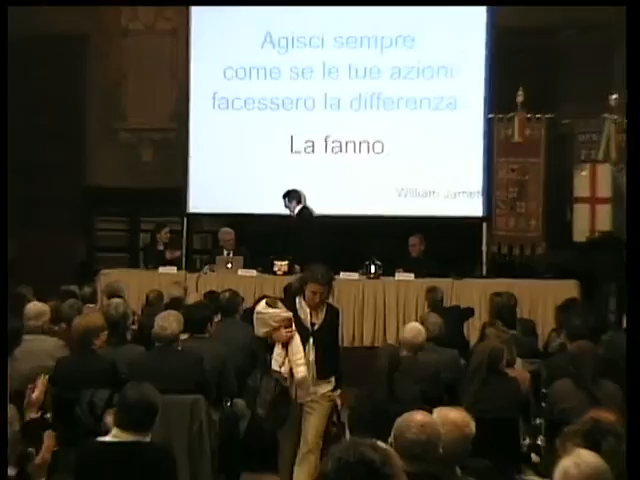 Agisci sempre
come se le tue azioni
facessero la differenza.
La fanno.
William James